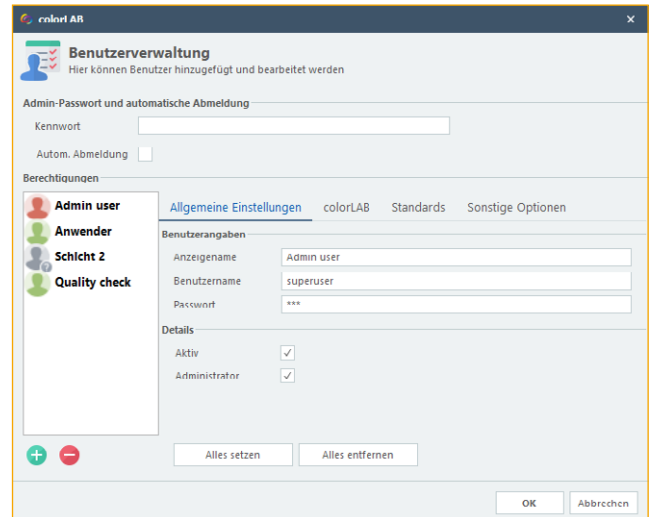 colorLAB
Benutzerverwaltung
Hier können Benutzer hinzugefügt und bearbeitet werden
Admin-Passwort und automatische Abmeldung
Kennwort
Autom. Abmeldung
Berechtigungen
Admin user
Anwender
Schicht 2
Quality check
Allgemeine Einstellungen colorLAB Standards Sonstige Optionen
Benutzerangaben
Anzeigename Admin user
Benutzername superuser
Passwort ***
Details
Aktiv
Administrator
Alles setzen Alles entfernen
OK Abbrechen